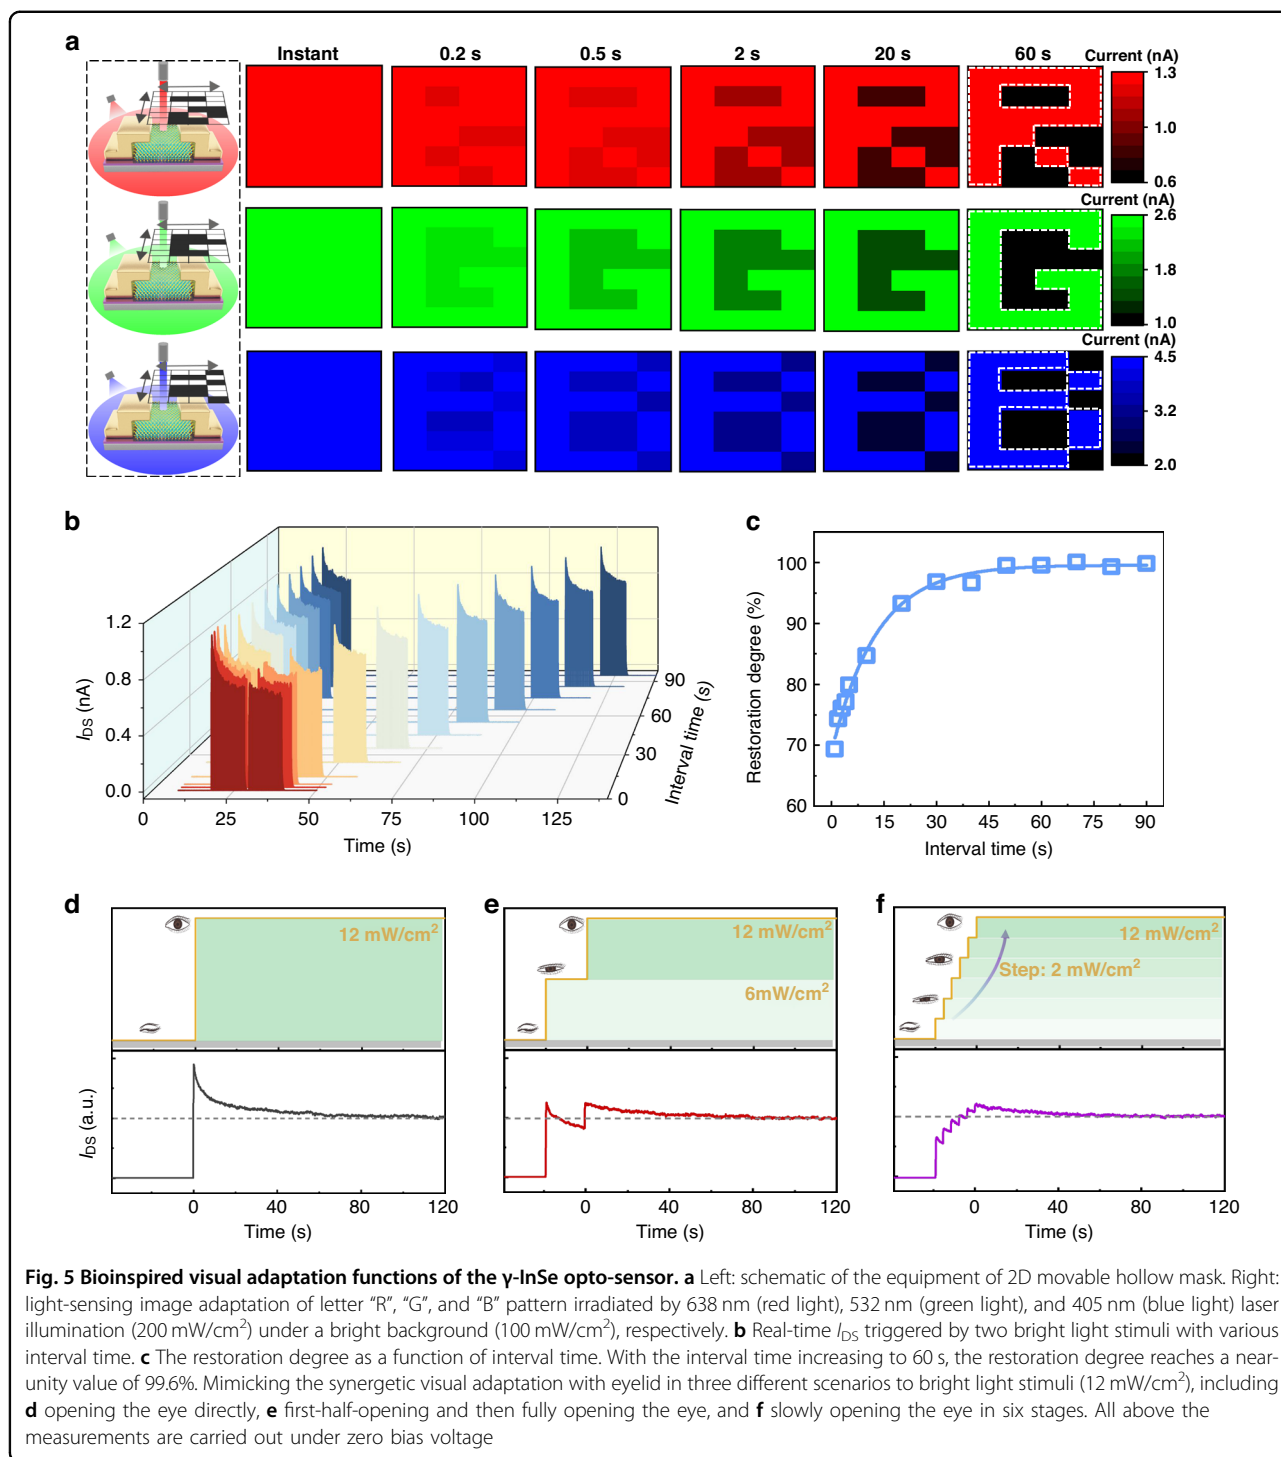 a
Instant 0.2 s 0.5 s 2 s 20 s 60 s Current (nA)
1.3
1.0
0.6
Current (nA)
2.6
1.8
1.0
Current (nA)
4.5
3.2
2.0
b
I_DS (nA)
1.2
0.8
0.4
0.0
0 25 50 75 100 125
Time (s)
0
30
60
90
Interval time (s)
c
Restoration degree (%)
100
90
80
70
60
0 15 30 45 60 75 90
Interval time (s)
d
12 mW/cm²
I_DS (a.u.)
0 40 80 120
Time (s)
e
12 mW/cm²
6mW/cm²
0 40 80 120
Time (s)
f
12 mW/cm²
Step: 2 mW/cm²
0 40 80 120
Time (s)
Fig. 5 Bioinspired visual adaptation functions of the γ-InSe opto-sensor. a Left: schematic of the equipment of 2D movable hollow mask. Right:
light-sensing image adaptation of letter “R”, “G”, and “B” pattern irradiated by 638 nm (red light), 532 nm (green light), and 405 nm (blue light) laser
illumination (200 mW/cm²) under a bright background (100 mW/cm²), respectively. b Real-time I_DS triggered by two bright light stimuli with various
interval time. c The restoration degree as a function of interval time. With the interval time increasing to 60 s, the restoration degree reaches a near-
unity value of 99.6%. Mimicking the synergetic visual adaptation with eyelid in three different scenarios to bright light stimuli (12 mW/cm²), including
d opening the eye directly, e first-half-opening and then fully opening the eye, and f slowly opening the eye in six stages. All above the
measurements are carried out under zero bias voltage